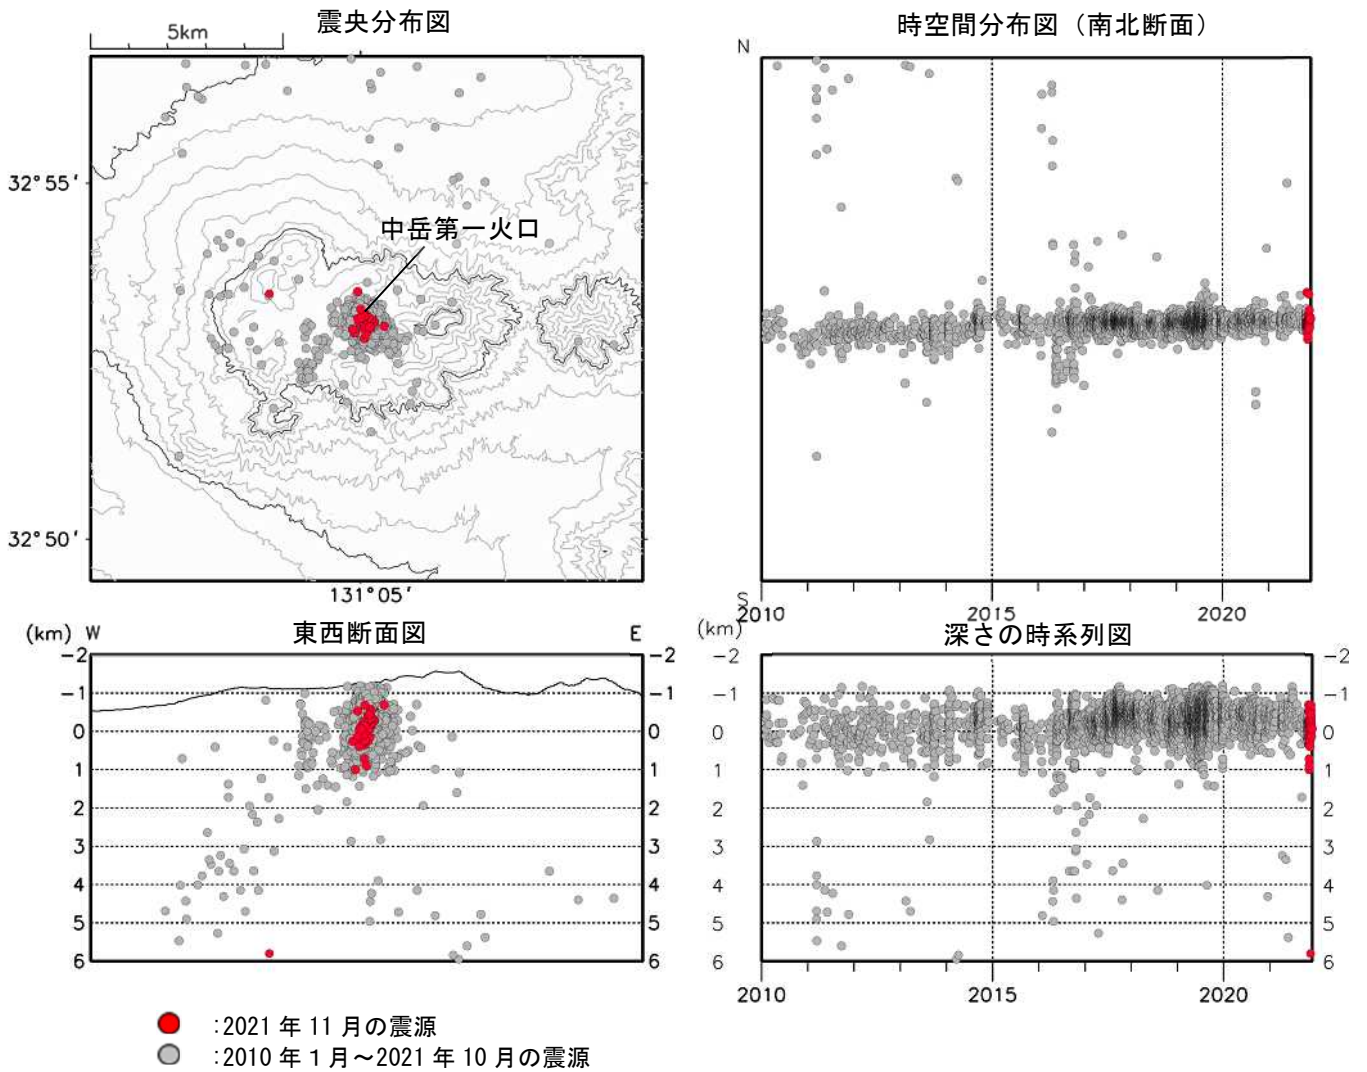 震央分布図
5km
32°55′
中岳第一火口
32°50′
131°05′
時空間分布図（南北断面）
N
S
2010
2015
2020
東西断面図
(km) W
E
-2 -2
-1 -1
0 0
1 1
2 2
3 3
4 4
5 5
6 6
深さの時系列図
(km)
-2 -2
-1 -1
0 0
1 1
2 2
3 3
4 4
5 5
6 6
2010
2015
2020
:2021 年 11 月の震源
:2010 年 1 月～2021 年 10 月の震源